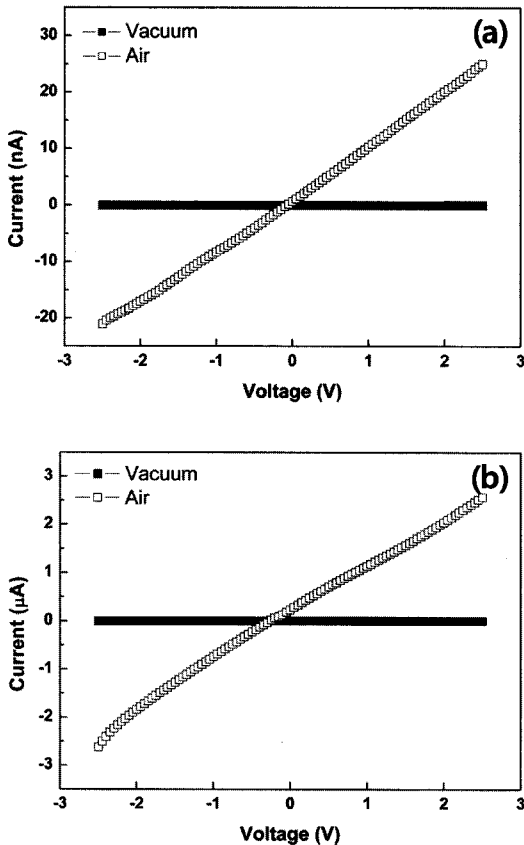 (a)
Vacuum
Air
Current (nA)
30
20
10
0
-10
-20
-3 -2 -1 0 1 2 3
Voltage (V)
(b)
Vacuum
Air
Current (μA)
3
2
1
0
-1
-2
-3
-3 -2 -1 0 1 2 3
Voltage (V)